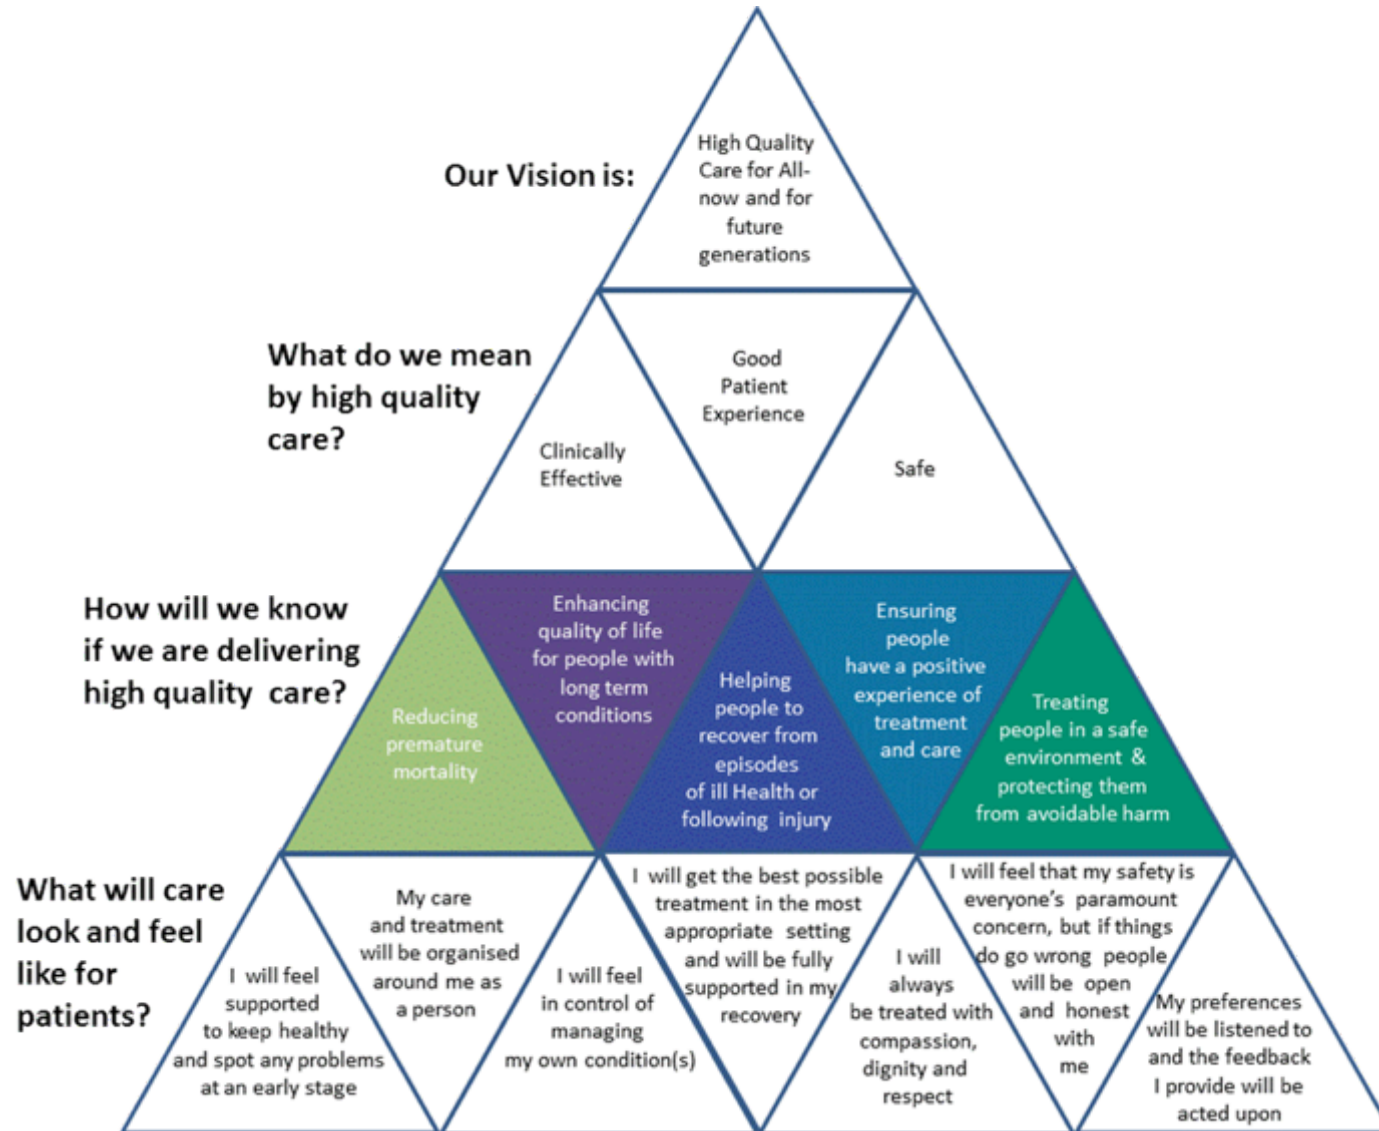 Our Vision is:
High Quality
Care for All-
now and for
future
generations
What do we mean
by high quality
care?
Clinically
Effective
Good
Patient
Experience
Safe
How will we know
if we are delivering
high quality care?
Reducing
premature
mortality
Enhancing
quality of life
for people with
long term
conditions
Helping
people to
recover from
episodes
of ill Health or
following injury
Ensuring
people
have a positive
experience of
treatment
and care
Treating
people in a safe
environment &
protecting them
from avoidable harm
What will care
look and feel
like for
patients?
I will feel
supported
to keep healthy
and spot any problems
at an early stage
My care
and treatment
will be organised
around me as
a person
I will feel
in control of
managing
my own condition(s)
I will get the best possible
treatment in the most
appropriate setting
and will be fully
supported in my
recovery
I will
always
be treated with
compassion,
dignity and
respect
I will feel that my safety is
everyone's paramount
concern, but if things
do go wrong people
will be open
and honest
with
me
My preferences
will be listened to
and the feedback
I provide will be
acted upon